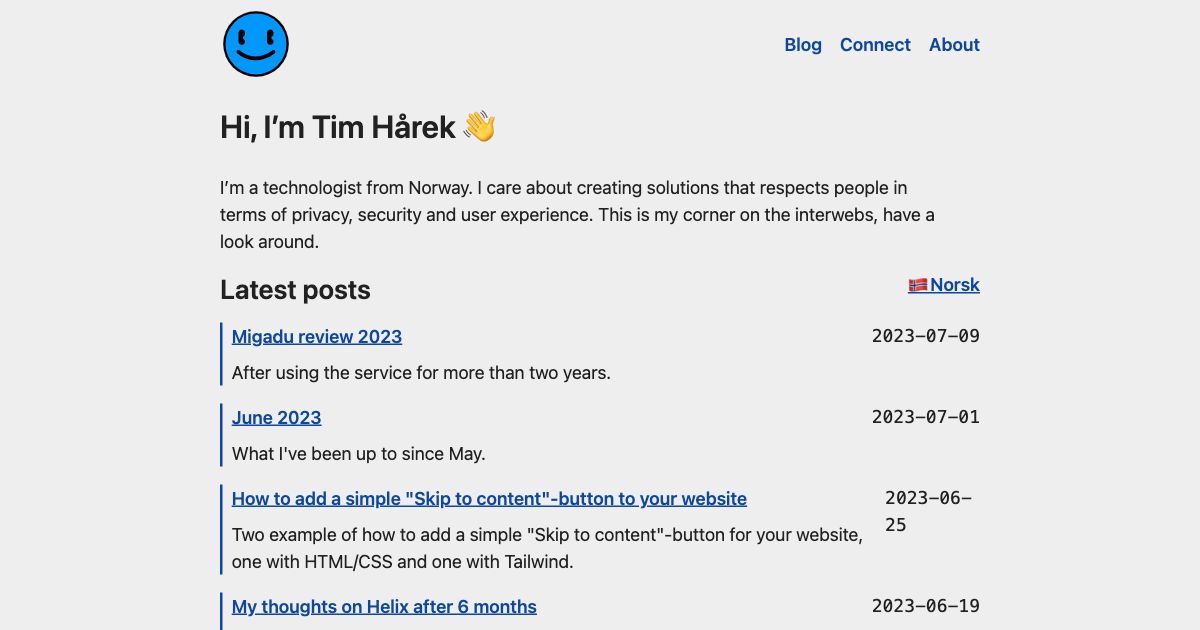 Blog Connect About
Hi, I’m Tim Hårek 👋
I’m a technologist from Norway. I care about creating solutions that respects people in
terms of privacy, security and user experience. This is my corner on the interwebs, have a
look around.
Latest posts
🇳🇴 Norsk
Migadu review 2023 2023-07-09
After using the service for more than two years.
June 2023 2023-07-01
What I've been up to since May.
How to add a simple "Skip to content"-button to your website 2023-06-
25
Two example of how to add a simple "Skip to content"-button for your website,
one with HTML/CSS and one with Tailwind.
My thoughts on Helix after 6 months 2023-06-19